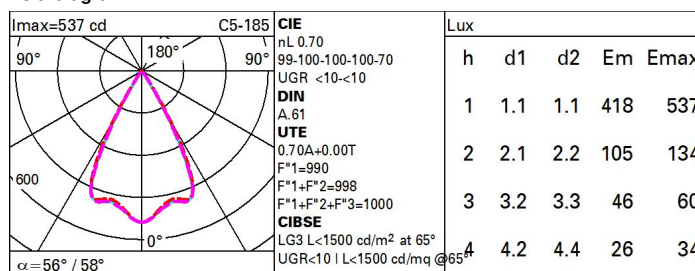 Imax=537 cd C5-185
90° 180° 90°
600
0°
α=56° / 58°
CIE
nL 0.70
99-100-100-100-70
UGR <10-<10
DIN
A.61
UTE
0.70A+0.00T
F"1=990
F"1+F"2=998
F"1+F"2+F"3=1000
CIBSE
LG3 L<1500 cd/m² at 65°
UGR<10 | L<1500 cd/mq @65°
Lux
h d1 d2 Em Emax
1 1.1 1.1 418 537
2 2.1 2.2 105 134
3 3.2 3.3 46 60
4 4.2 4.4 26 34